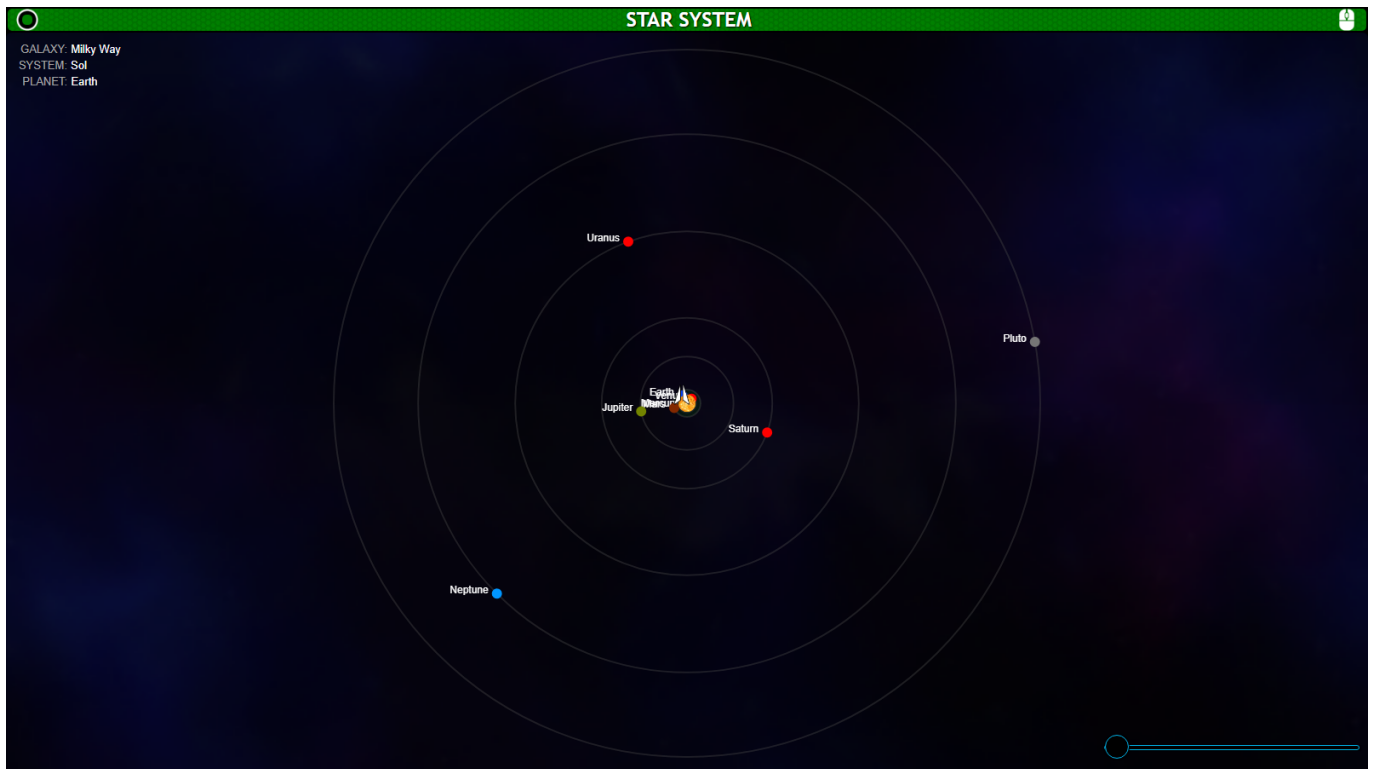 STAR SYSTEM
GALAXY: Milky Way
SYSTEM: Sol
PLANET: Earth
Uranus
Pluto
Earth
Jupiter
Saturn
Neptune